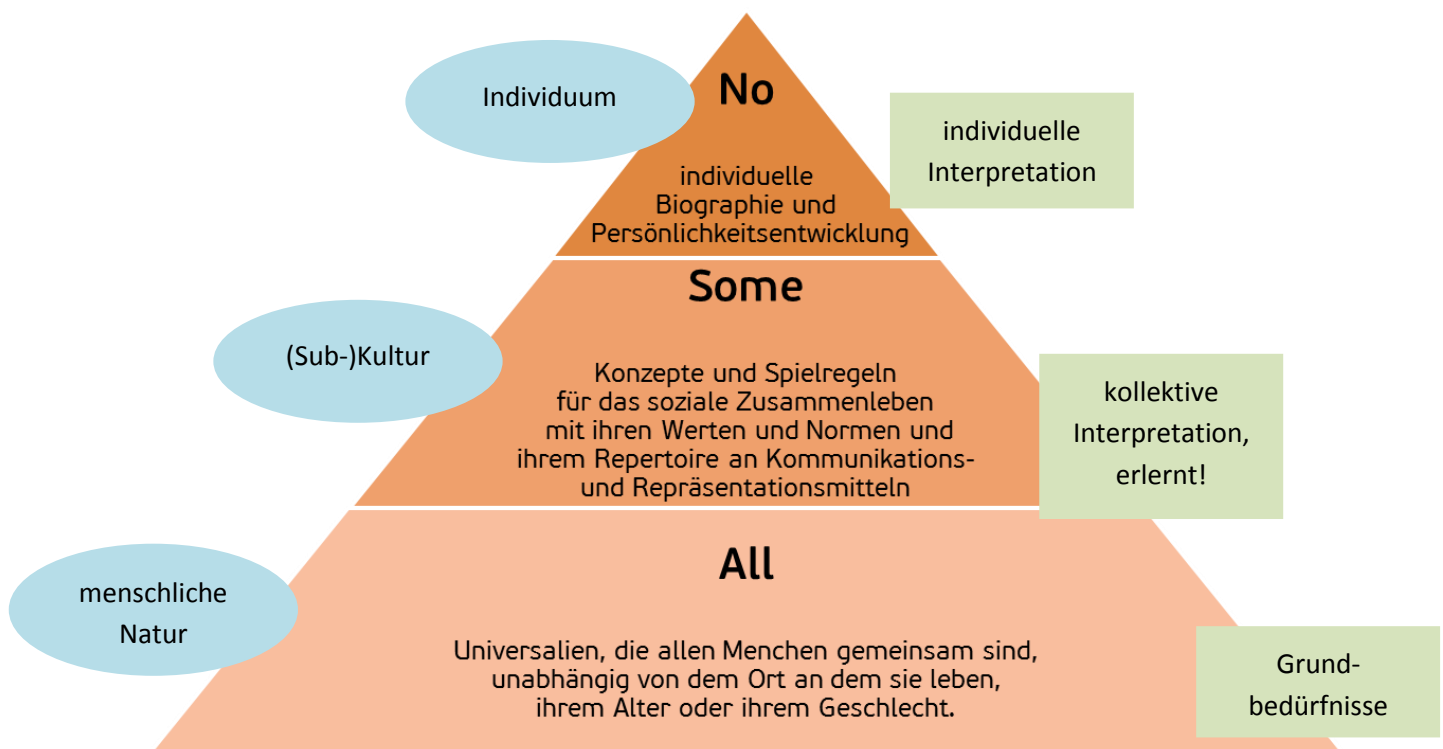 Individuum
No
individuelle
Biographie und
Persönlichkeitsentwicklung
individuelle
Interpretation
(Sub-)Kultur
Some
Konzepte und Spielregeln
für das soziale Zusammenleben
mit ihren Werten und Normen und
ihrem Repertoire an Kommunikations-
und Repräsentationsmitteln
kollektive
Interpretation,
erlernt!
menschliche
Natur
All
Universalien, die allen Menchen gemeinsam sind,
unabhängig von dem Ort an dem sie leben,
ihrem Alter oder ihrem Geschlecht.
Grund-
bedürfnisse